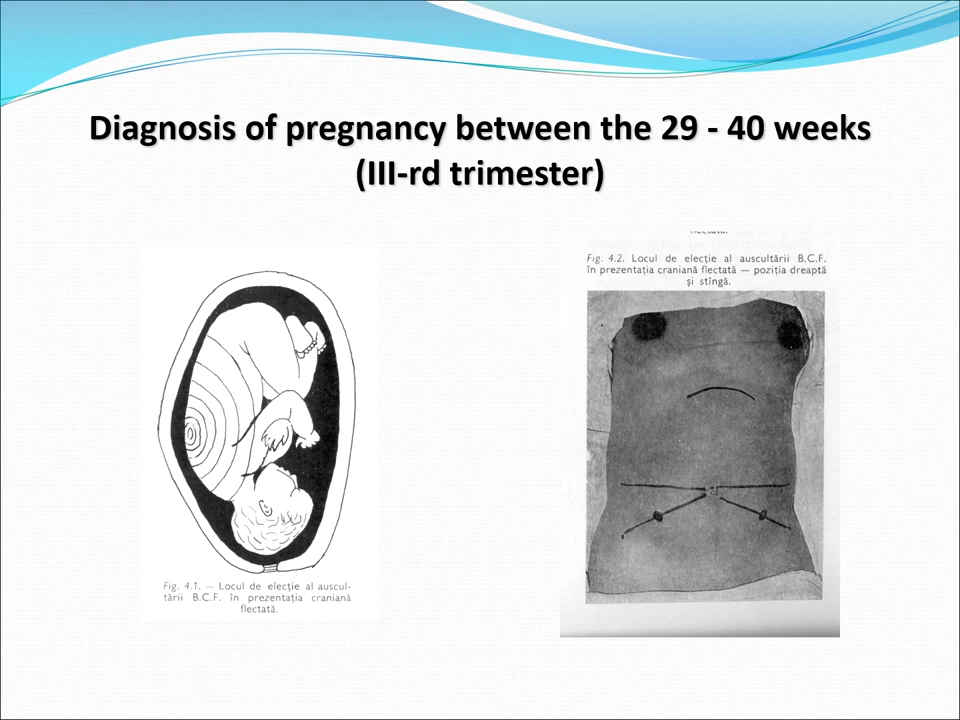 Diagnosis of pregnancy between the 29 - 40 weeks
(III-rd trimester)
Fig. 4.2. Locul de elecție al auscultării B.C.F.
în prezentația craniană flectată — poziția dreaptă
și stîngă.
Fig. 4.1. — Locul de elecție al auscul-
tării B.C.F. în prezentația craniană
flectată.